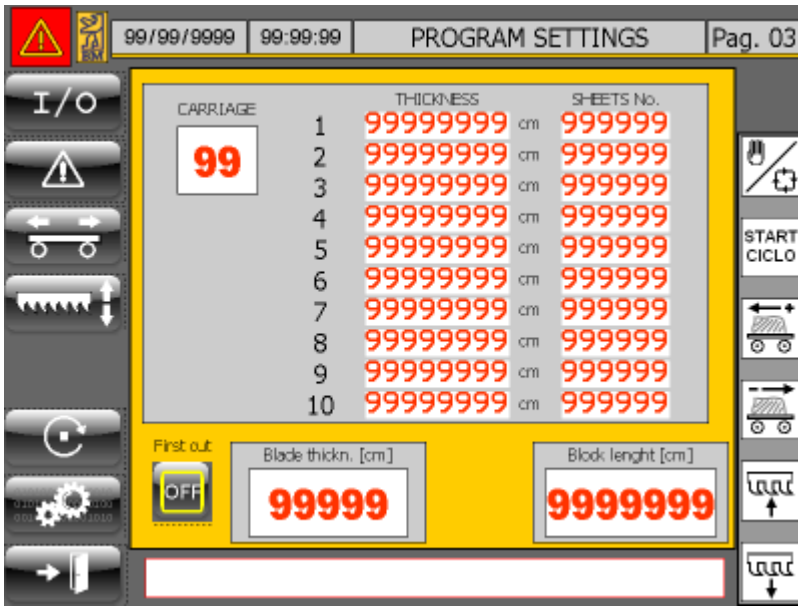 BM
99/99/9999 99:99:99 PROGRAM SETTINGS Pag. 03
I/O
CARRIAGE THICKNESS SHEETS No.
99
1 99999999 cm 999999
2 99999999 cm 999999
3 99999999 cm 999999
4 99999999 cm 999999
5 99999999 cm 999999
6 99999999 cm 999999
7 99999999 cm 999999
8 99999999 cm 999999
9 99999999 cm 999999
10 99999999 cm 999999
START
CICLO
First out
OFF
Blade thickn. [cm]
99999
Block lenght [cm]
9999999